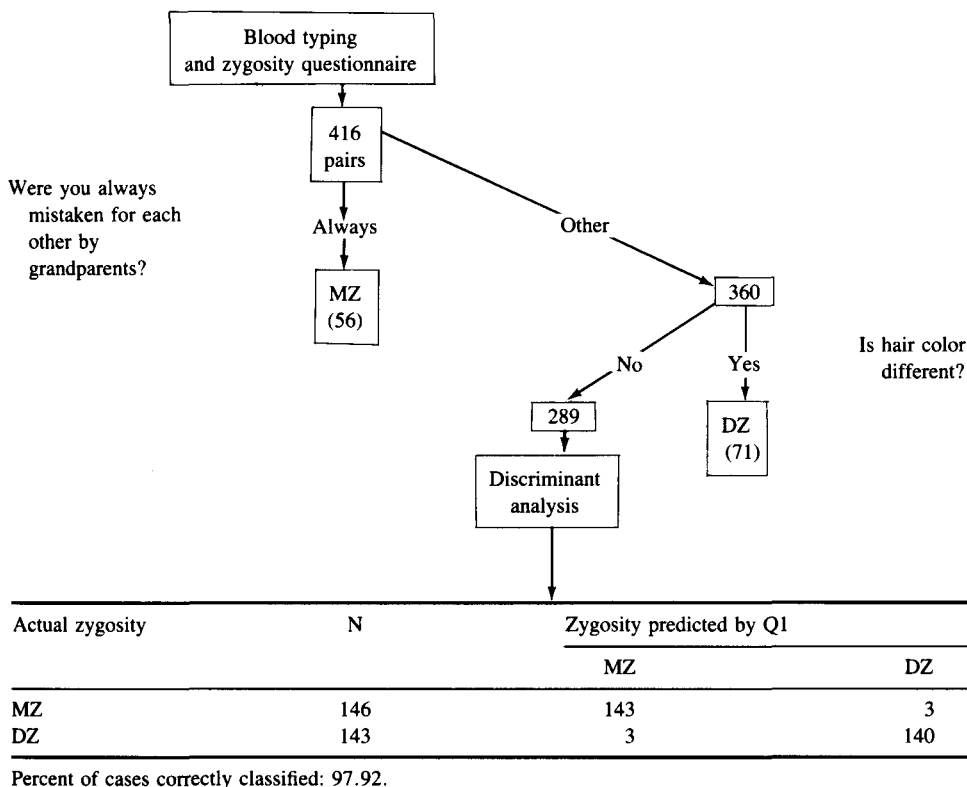 Blood typing
and zygosity questionnaire
416
pairs
Were you always
mistaken for each
other by
grandparents?
Always
Other
MZ
(56)
360
Is hair color
different?
No
Yes
289
DZ
(71)
Discriminant
analysis
Actual zygosity N Zygosity predicted by Q1
MZ DZ
MZ 146 143 3
DZ 143 3 140
Percent of cases correctly classified: 97.92.